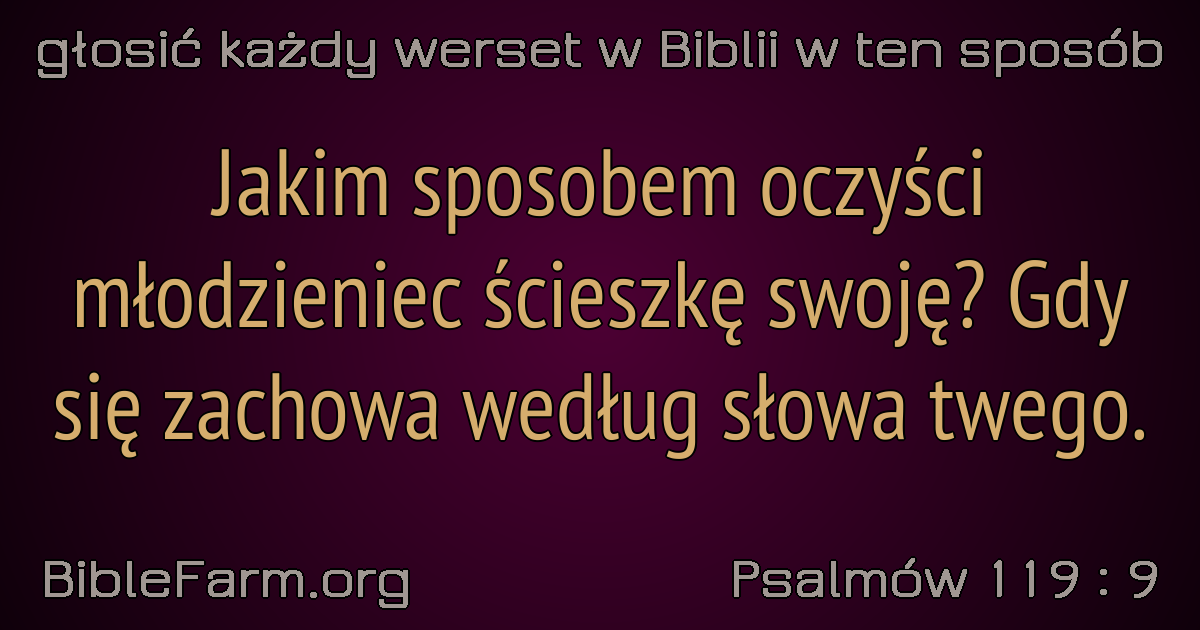 głosić każdy werset w Biblii w ten sposób
Jakim sposobem oczyści
młodzieniec ścieszkę swoję? Gdy
się zachowa według słowa twego.
BibleFarm.org
Psalmów 119 : 9